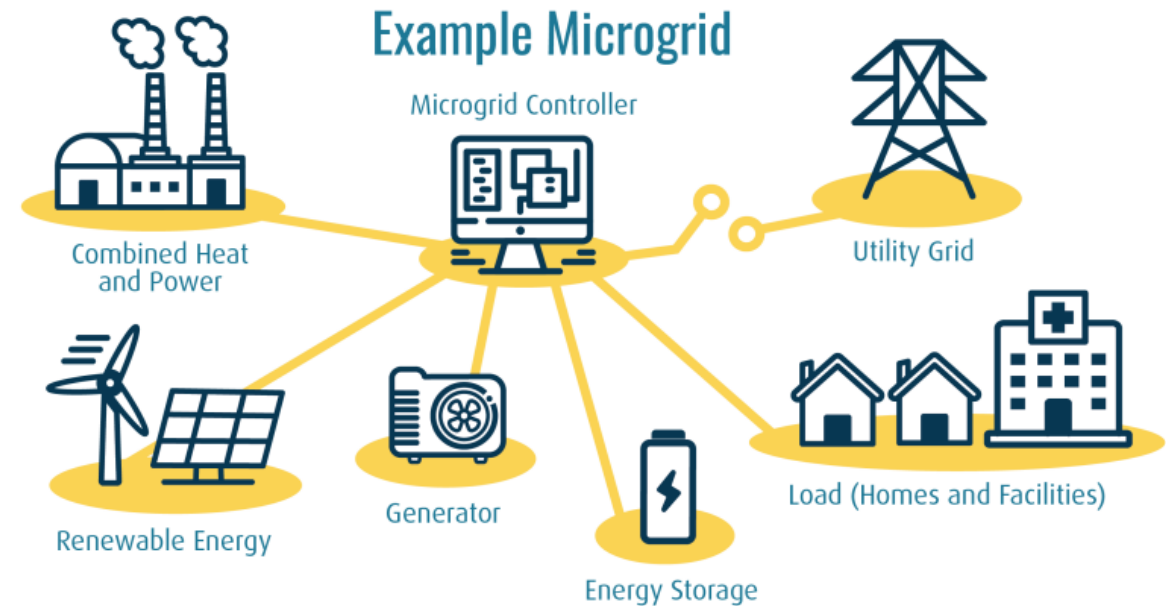 Example Microgrid
Microgrid Controller
Combined Heat
and Power
Utility Grid
Renewable Energy
Generator
Energy Storage
Load (Homes and Facilities)